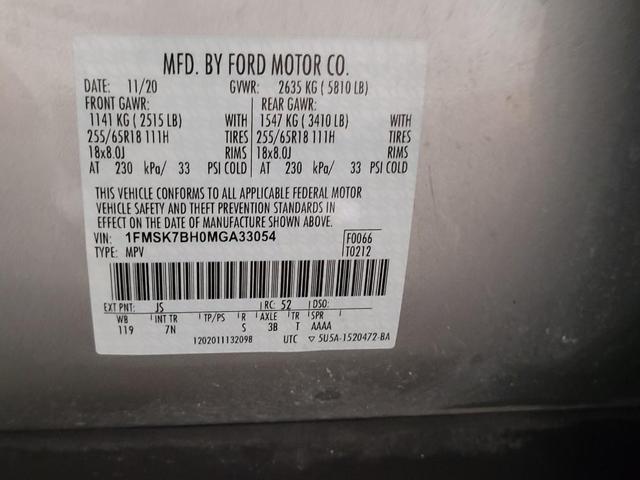 MFD. BY FORD MOTOR CO.
DATE: 11/20 GVWR: 2635 KG ( 5810 LB)
FRONT GAWR: REAR GAWR:
1141 KG ( 2515 LB) WITH 1547 KG ( 3410 LB) WITH
255/65R18 111H TIRES 255/65R18 111H TIRES
18x8.0J RIMS 18x8.0J RIMS
AT 230 kPa/ 33 PSI COLD AT 230 kPa/ 33 PSI COLD
THIS VEHICLE CONFORMS TO ALL APPLICABLE FEDERAL MOTOR
VEHICLE SAFETY AND THEFT PREVENTION STANDARDS IN
EFFECT ON THE DATE OF MANUFACTURE SHOWN ABOVE.
VIN: 1FMSK7BH0MGA33054 F0066
TYPE: MPV T0212
EXT PNT: JS RC: 52 DSO:
WB INT TR TP/PS R AXLE TR SPR
119 7N S 3B T AAAA
1202011132098 UTC ▽ 5U5A-1520472-BA